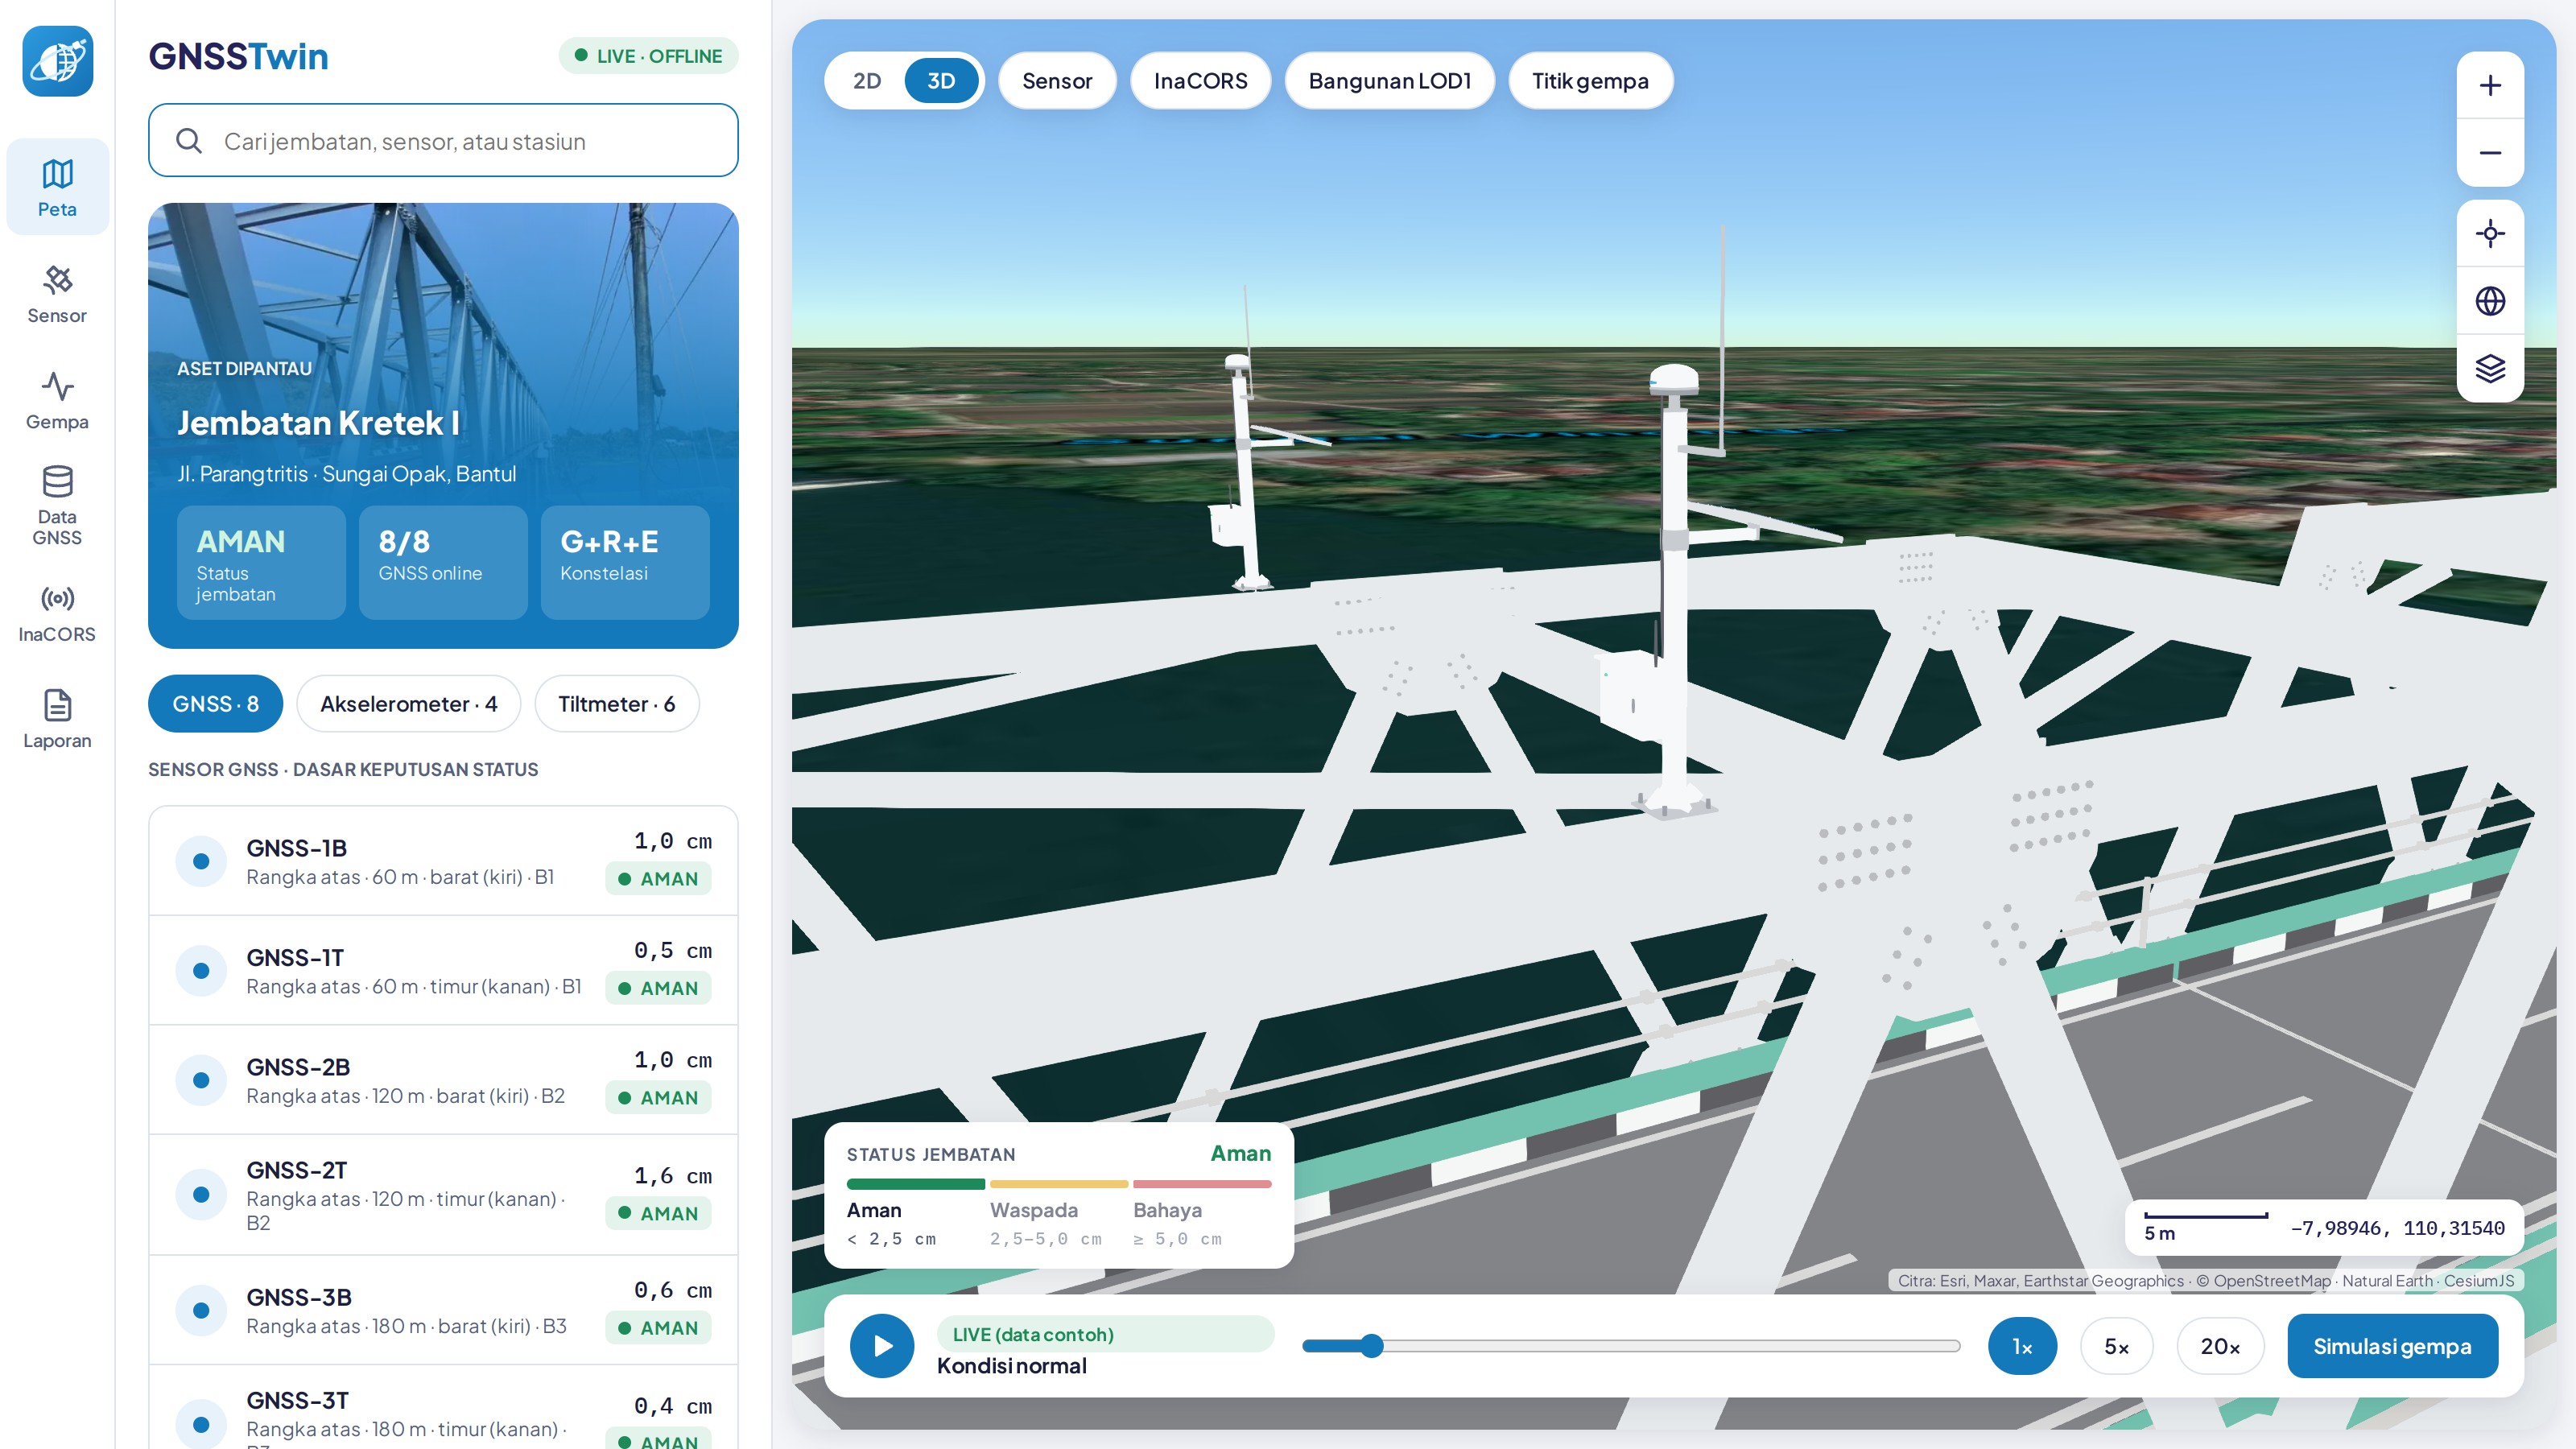 GNSSTwin
LIVE · OFFLINE
Cari jembatan, sensor, atau stasiun
Peta
Sensor
Gempa
Data
GNSS
InaCORS
Laporan
ASET DIPANTAU
Jembatan Kretek I
Jl. Parangtritis · Sungai Opak, Bantul
AMAN
Status
jembatan
8/8
GNSS online
G+R+E
Konstelasi
GNSS · 8
Akselerometer · 4
Tiltmeter · 6
SENSOR GNSS · DASAR KEPUTUSAN STATUS
GNSS-1B
Rangka atas · 60 m · barat (kiri) · B1
1,0 cm
AMAN
GNSS-1T
Rangka atas · 60 m · timur (kanan) · B1
0,5 cm
AMAN
GNSS-2B
Rangka atas · 120 m · barat (kiri) · B2
1,0 cm
AMAN
GNSS-2T
Rangka atas · 120 m · timur (kanan) ·
B2
1,6 cm
AMAN
GNSS-3B
Rangka atas · 180 m · barat (kiri) · B3
0,6 cm
AMAN
GNSS-3T
Rangka atas · 180 m · timur (kanan) ·
0,4 cm
AMAN
2D
3D
Sensor
InaCORS
Bangunan LOD1
Titik gempa
STATUS JEMBATAN
Aman
Aman
Waspada
Bahaya
< 2,5 cm
2,5–5,0 cm
≥ 5,0 cm
5 m
−7,98946, 110,31540
Citra: Esri, Maxar, Earthstar Geographics · © OpenStreetMap · Natural Earth · CesiumJS
LIVE (data contoh)
Kondisi normal
1×
5×
20×
Simulasi gempa